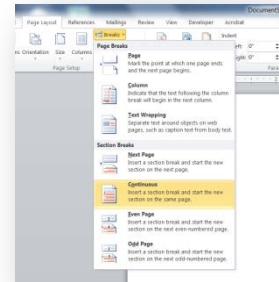 Document
Page Layout References Mailings Review View Developer Acrobat
Breaks
Indent
Orientation Size Columns
Page Setup
Page Breaks
Page
Mark the point at which one page ends
and the next page begins.
Column
Indicate that the text following the column
break will begin in the next column.
Text Wrapping
Separate text around objects on web
pages, such as caption text from body text.
Section Breaks
Next Page
Insert a section break and start the new
section on the next page.
Continuous
Insert a section break and start the new
section on the same page.
Even Page
Insert a section break and start the new
section on the next even-numbered page.
Odd Page
Insert a section break and start the new
section on the next odd-numbered page.